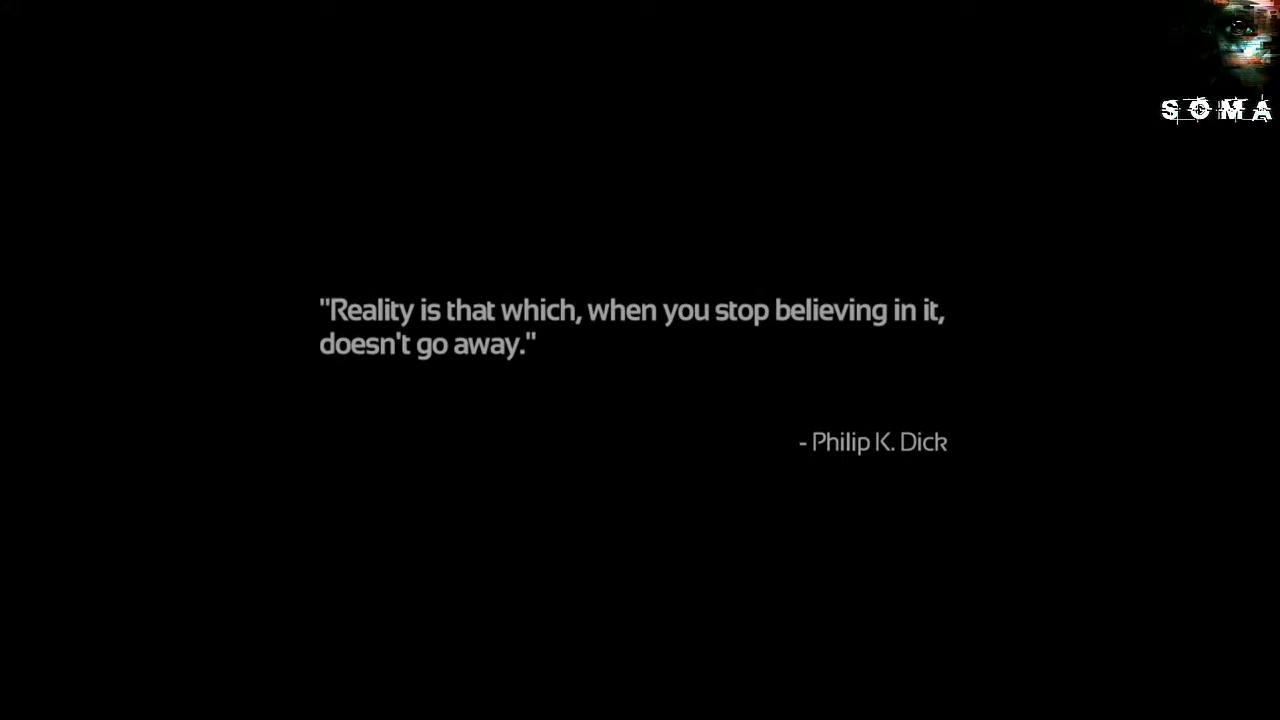 SOMA
"Reality is that which, when you stop believing in it,
doesn't go away."
- Philip K. Dick